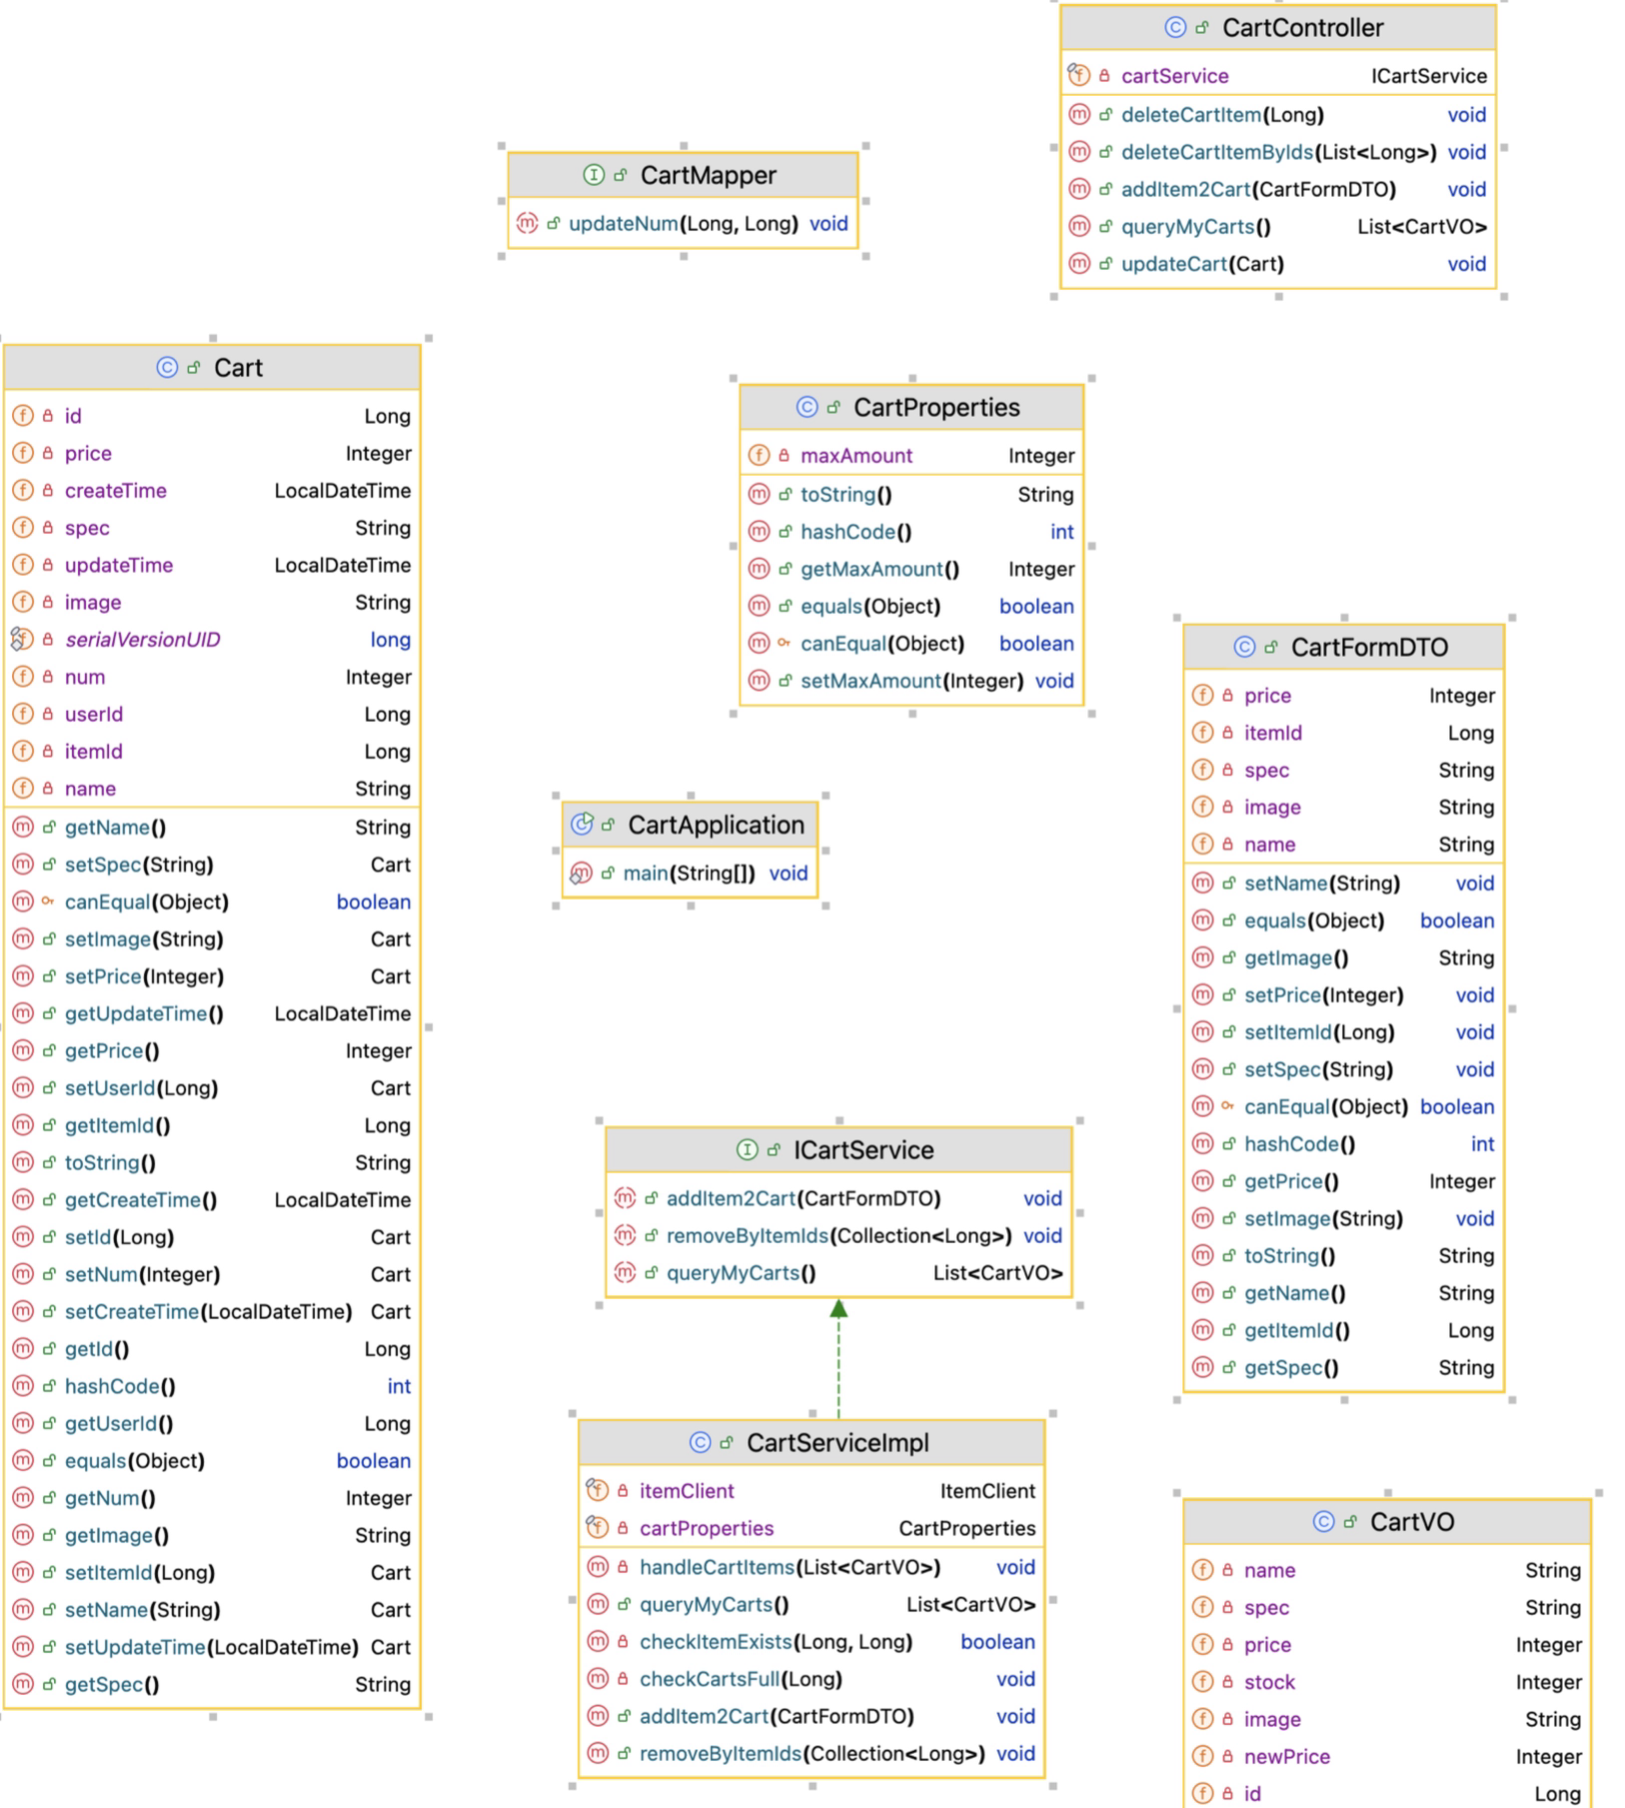 CartController
cartService ICartService
deleteCartItem(Long) void
deleteCartItemByIds(List<Long>) void
addItem2Cart(CartFormDTO) void
queryMyCarts() List<CartVO>
updateCart(Cart) void
CartMapper
updateNum(Long, Long) void
Cart
id Long
price Integer
createTime LocalDateTime
spec String
updateTime LocalDateTime
image String
serialVersionUID long
num Integer
userId Long
itemId Long
name String
getName() String
setSpec(String) Cart
canEqual(Object) boolean
setImage(String) Cart
setPrice(Integer) Cart
getUpdateTime() LocalDateTime
getPrice() Integer
setUserId(Long) Cart
getItemId() Long
toString() String
getCreateTime() LocalDateTime
setId(Long) Cart
setNum(Integer) Cart
setCreateTime(LocalDateTime) Cart
getId() Long
hashCode() int
getUserId() Long
equals(Object) boolean
getNum() Integer
getImage() String
setItemId(Long) Cart
setName(String) Cart
setUpdateTime(LocalDateTime) Cart
getSpec() String
CartProperties
maxAmount Integer
toString() String
hashCode() int
getMaxAmount() Integer
equals(Object) boolean
canEqual(Object) boolean
setMaxAmount(Integer) void
CartApplication
main(String[]) void
CartFormDTO
price Integer
itemId Long
spec String
image String
name String
setName(String) void
equals(Object) boolean
getImage() String
setPrice(Integer) void
setItemId(Long) void
setSpec(String) void
canEqual(Object) boolean
hashCode() int
getPrice() Integer
setImage(String) void
toString() String
getName() String
getItemId() Long
getSpec() String
ICartService
addItem2Cart(CartFormDTO) void
removeByItemIds(Collection<Long>) void
queryMyCarts() List<CartVO>
CartServiceImpl
itemClient ItemClient
cartProperties CartProperties
handleCartItems(List<CartVO>) void
queryMyCarts() List<CartVO>
checkItemExists(Long, Long) boolean
checkCartsFull(Long) void
addItem2Cart(CartFormDTO) void
removeByItemIds(Collection<Long>) void
CartVO
name String
spec String
price Integer
stock Integer
image String
newPrice Integer
id Long